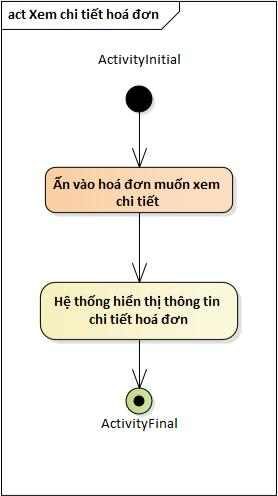 act Xem chi tiết hoá đơn
ActivityInitial
Ấn vào hoá đơn muốn xem
chi tiết
Hệ thống hiển thị thông tin
chi tiết hoá đơn
ActivityFinal